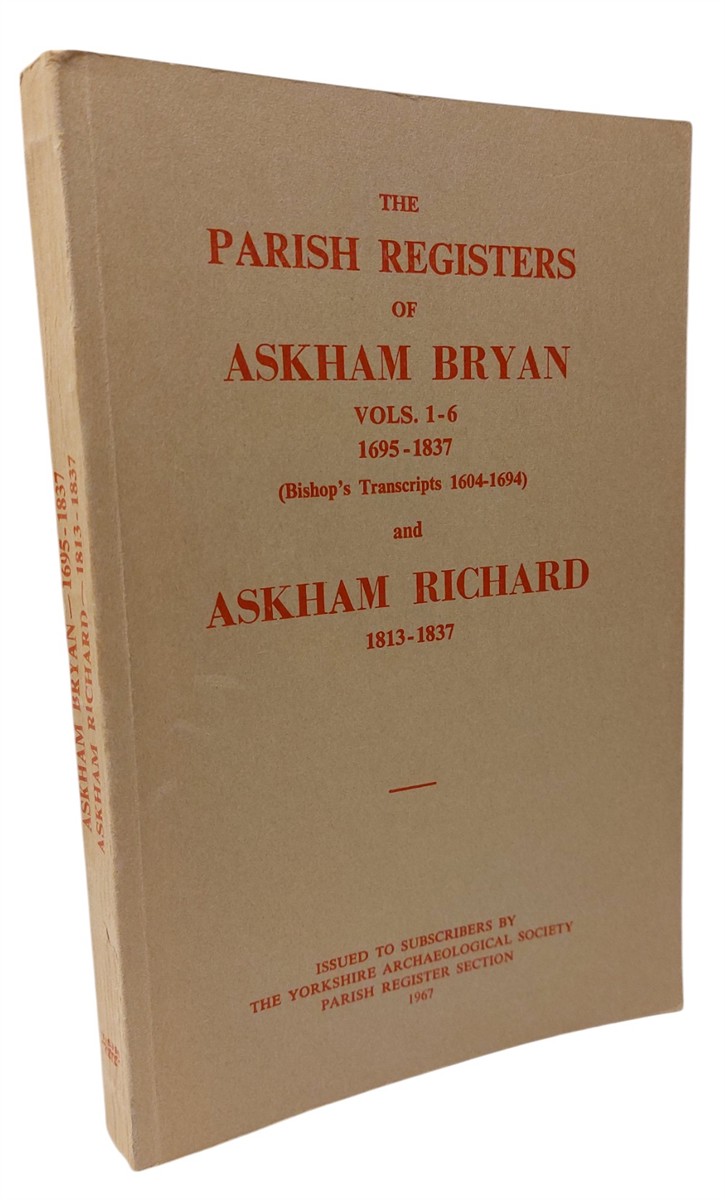 THE
PARISH REGISTERS
OF
ASKHAM BRYAN
VOLS. 1-6
1695-1837
(Bishop's Transcripts 1604-1694)
and
ASKHAM RICHARD
1813-1837
ISSUED TO SUBSCRIBERS BY
THE YORKSHIRE ARCHAEOLOGICAL SOCIETY
PARISH REGISTER SECTION
1967
ASKHAM BRYAN — 1695-1837
ASKHAM RICHARD — 1813-1837